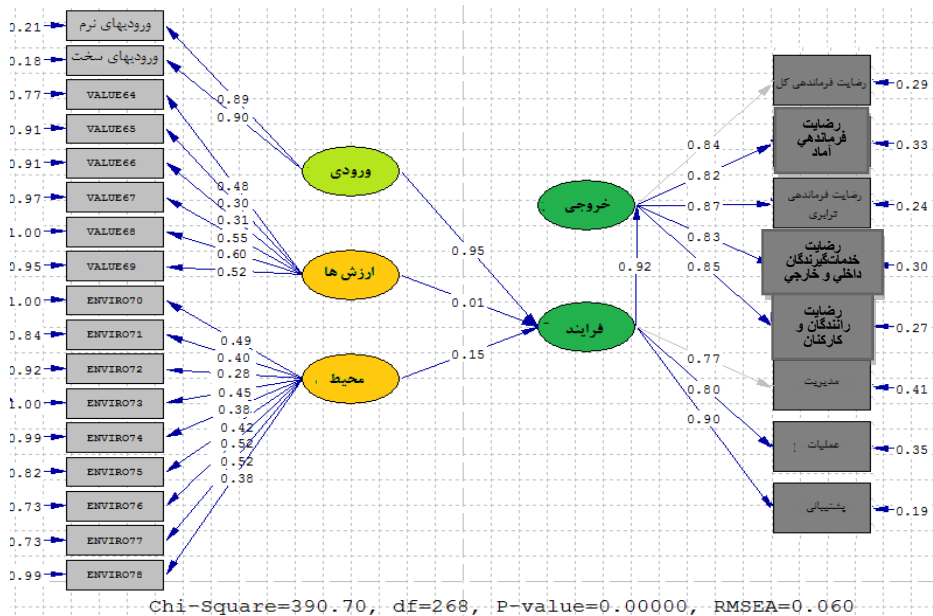 0.21 ورودیهای نرم
0.18 ورودیهای سخت
0.77 VALUE64
0.91 VALUE65
0.91 VALUE66
0.97 VALUE67
1.00 VALUE68
0.95 VALUE69
1.00 ENVIRO70
0.84 ENVIRO71
0.92 ENVIRO72
1.00 ENVIRO73
0.99 ENVIRO74
0.82 ENVIRO75
0.73 ENVIRO76
0.73 ENVIRO77
0.99 ENVIRO78
0.89
0.90
0.48
0.30
0.31
0.55
0.60
0.52
0.49
0.40
0.28
0.45
0.38
0.42
0.52
0.52
0.38
ورودی
ارزش ها
محیط
0.95
0.01
0.15
خروجی
0.92
فرایند
0.84
0.82
0.87
0.83
0.85
0.77
0.80
0.90
رضایت فرماندهی کل 0.29
رضایت
فرماندهي
آماد
0.33
رضایت فرماندهی
ترابری
0.24
رضایت
خدمات‌گیرندگان
داخلي و خارجي
0.30
رضایت
رانندگان و
کارکنان
0.27
مدیریت 0.41
عملیات 0.35
پشتیبانی 0.19
Chi-Square=390.70, df=268, P-value=0.00000, RMSEA=0.060